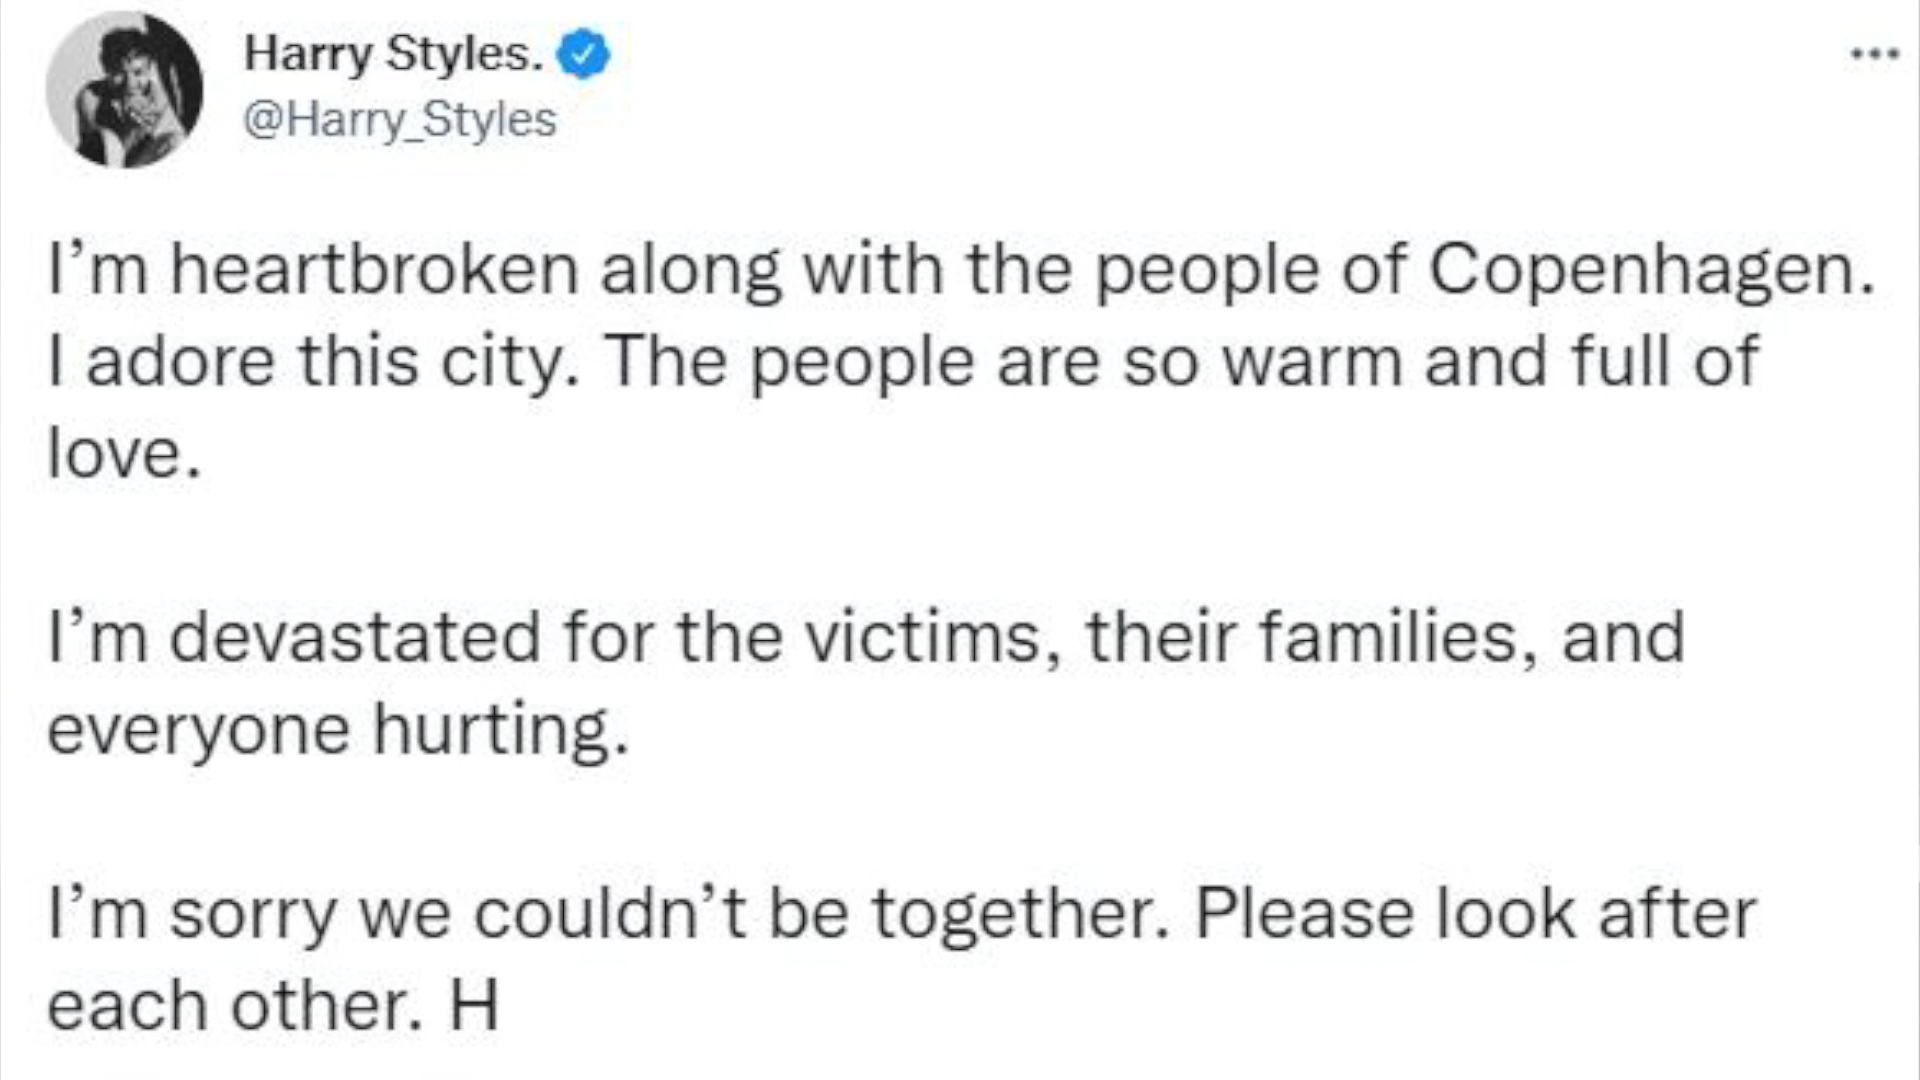 Harry Styles.
@Harry_Styles
I’m heartbroken along with the people of Copenhagen.
I adore this city. The people are so warm and full of
love.
I’m devastated for the victims, their families, and
everyone hurting.
I’m sorry we couldn’t be together. Please look after
each other. H